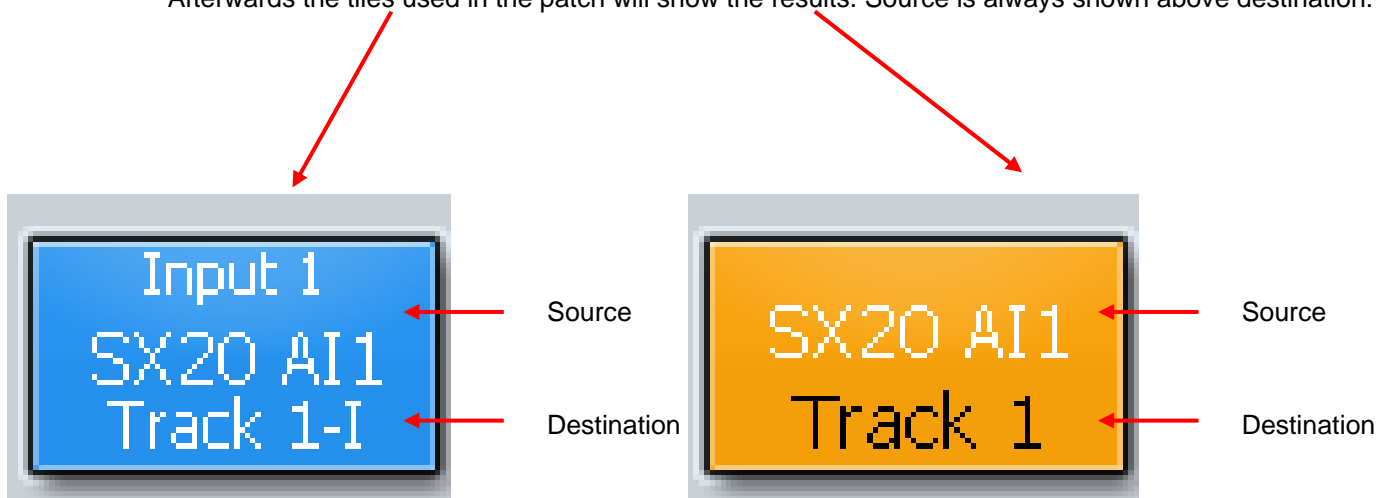 Afterwards the tiles used in the patch will show the results. Source is always shown above destination.
Input 1
SX20 AI1
Track 1-I
Source
Destination
SX20 AI1
Track 1
Source
Destination